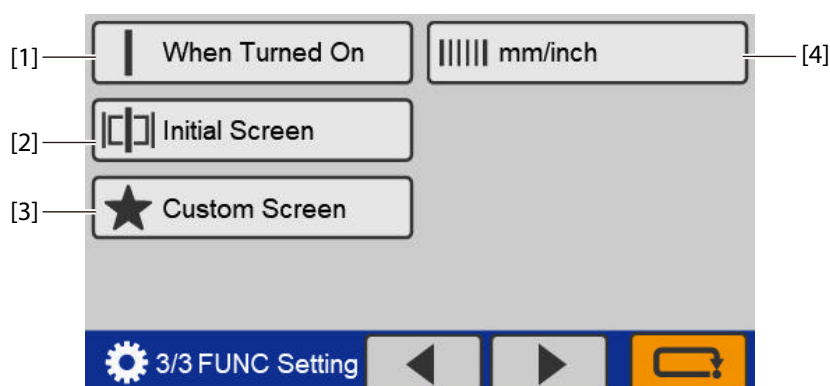 [1] When Turned On mm/inch [4]
[2] Initial Screen
[3] Custom Screen
3/3 FUNC Setting